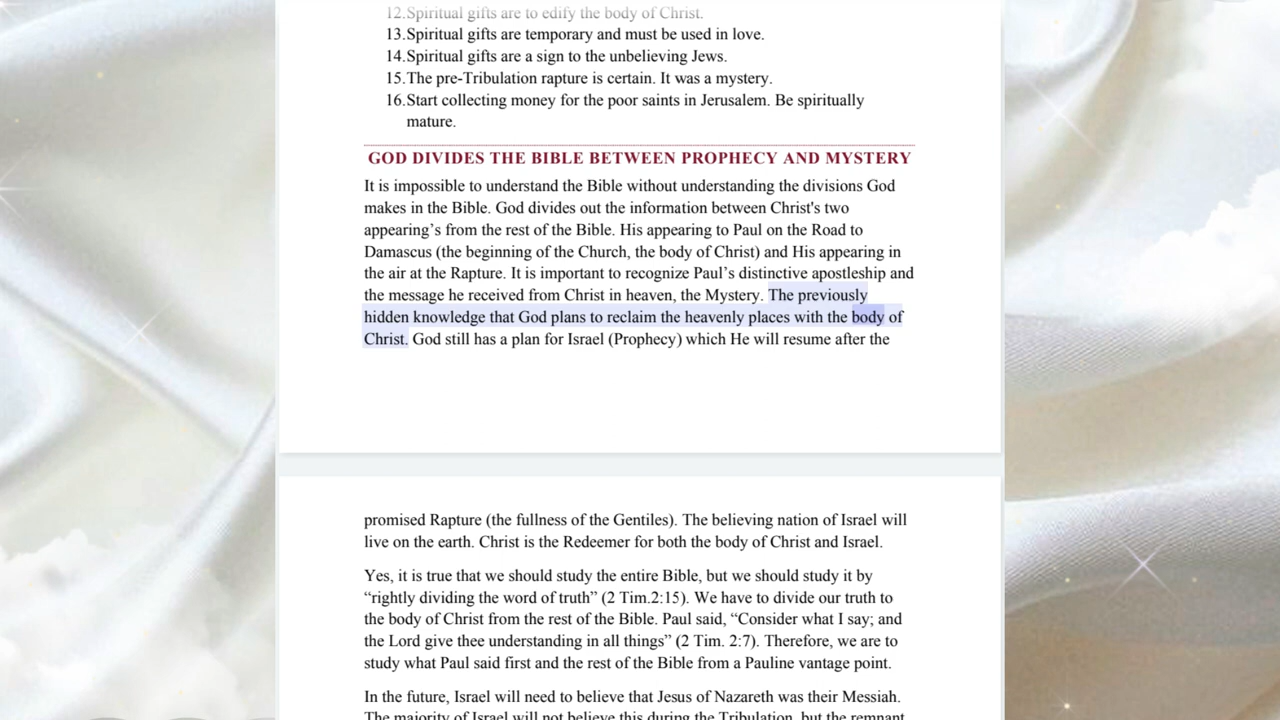 12.Spiritual gifts are to edify the body of Christ.
13.Spiritual gifts are temporary and must be used in love.
14.Spiritual gifts are a sign to the unbelieving Jews.
15.The pre-Tribulation rapture is certain. It was a mystery.
16.Start collecting money for the poor saints in Jerusalem. Be spiritually
mature.
GOD DIVIDES THE BIBLE BETWEEN PROPHECY AND MYSTERY
It is impossible to understand the Bible without understanding the divisions God
makes in the Bible. God divides out the information between Christ's two
appearing’s from the rest of the Bible. His appearing to Paul on the Road to
Damascus (the beginning of the Church, the body of Christ) and His appearing in
the air at the Rapture. It is important to recognize Paul’s distinctive apostleship and
the message he received from Christ in heaven, the Mystery. The previously
hidden knowledge that God plans to reclaim the heavenly places with the body of
Christ. God still has a plan for Israel (Prophecy) which He will resume after the
promised Rapture (the fullness of the Gentiles). The believing nation of Israel will
live on the earth. Christ is the Redeemer for both the body of Christ and Israel.
Yes, it is true that we should study the entire Bible, but we should study it by
“rightly dividing the word of truth” (2 Tim.2:15). We have to divide our truth to
the body of Christ from the rest of the Bible. Paul said, “Consider what I say; and
the Lord give thee understanding in all things” (2 Tim. 2:7). Therefore, we are to
study what Paul said first and the rest of the Bible from a Pauline vantage point.
In the future, Israel will need to believe that Jesus of Nazareth was their Messiah.
The majority of Israel will not believe this during the Tribulation, but the remnant